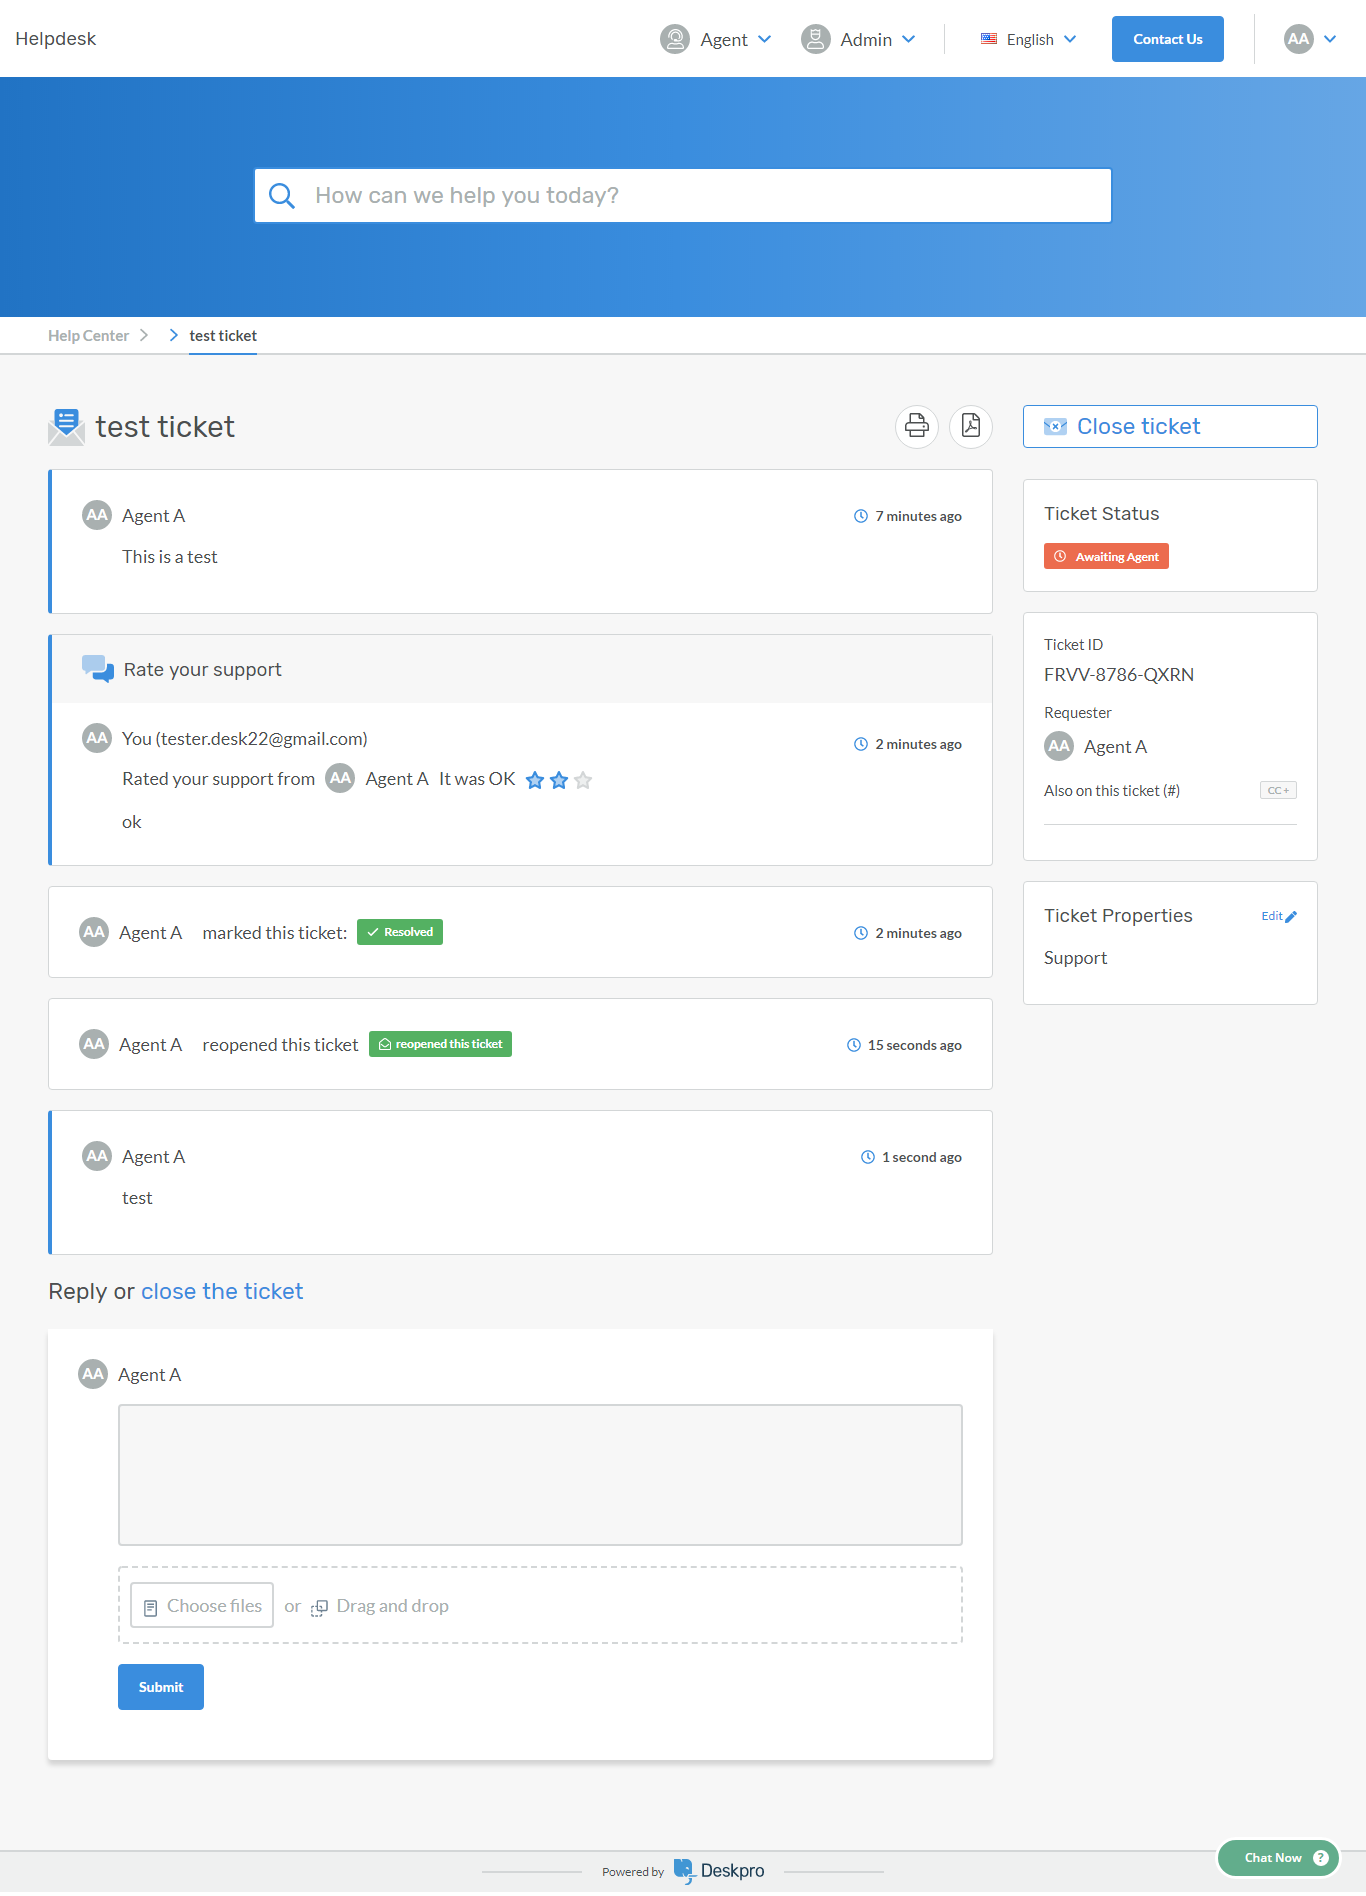 Helpdesk
Agent
Admin
English
Contact Us
AA
How can we help you today?
Help Center
test ticket
test ticket
Close ticket
AA Agent A
7 minutes ago
This is a test
Rate your support
AA You (tester.desk22@gmail.com)
2 minutes ago
Rated your support from AA Agent A It was OK
ok
AA Agent A marked this ticket: Resolved
2 minutes ago
AA Agent A reopened this ticket reopened this ticket
15 seconds ago
AA Agent A
1 second ago
test
Ticket Status
Awaiting Agent
Ticket ID
FRVV-8786-QXRN
Requester
AA Agent A
Also on this ticket (#)
CC +
Ticket Properties
Edit
Support
Reply or close the ticket
AA Agent A
Choose files or Drag and drop
Submit
Powered by Deskpro
Chat Now ?